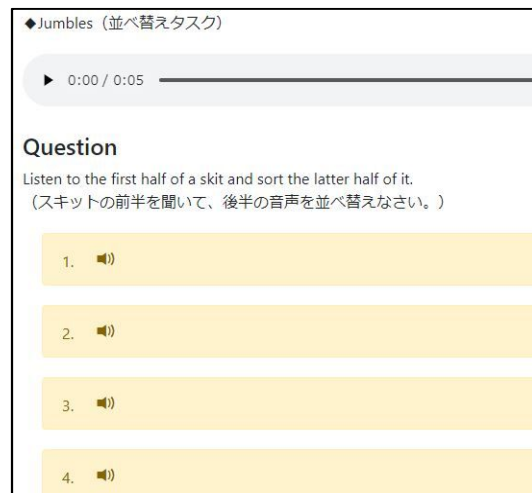 ◆Jumbles（並べ替えタスク）
0:00 / 0:05
Question
Listen to the first half of a skit and sort the latter half of it.
（スキットの前半を聞いて、後半の音声を並べ替えなさい。）
1.
2.
3.
4.